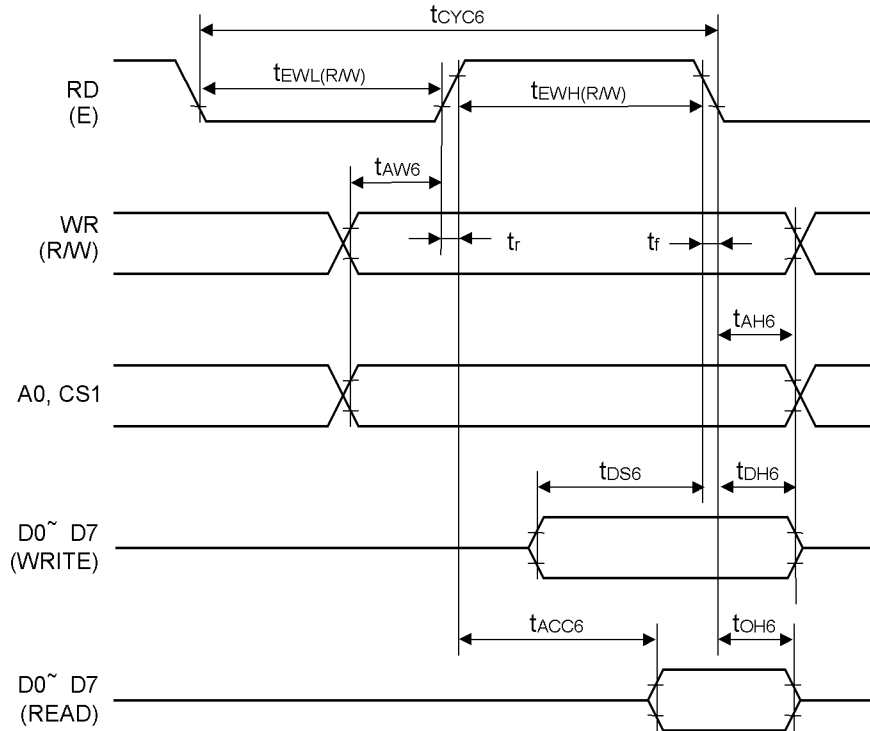 tCYC6
tEWL(R/W)
RD
(E)
tEWH(R/W)
tAW6
WR
(R/W)
tr
tf
tAH6
A0, CS1
tDS6
tDH6
D0~ D7
(WRITE)
tACC6
tOH6
D0~ D7
(READ)